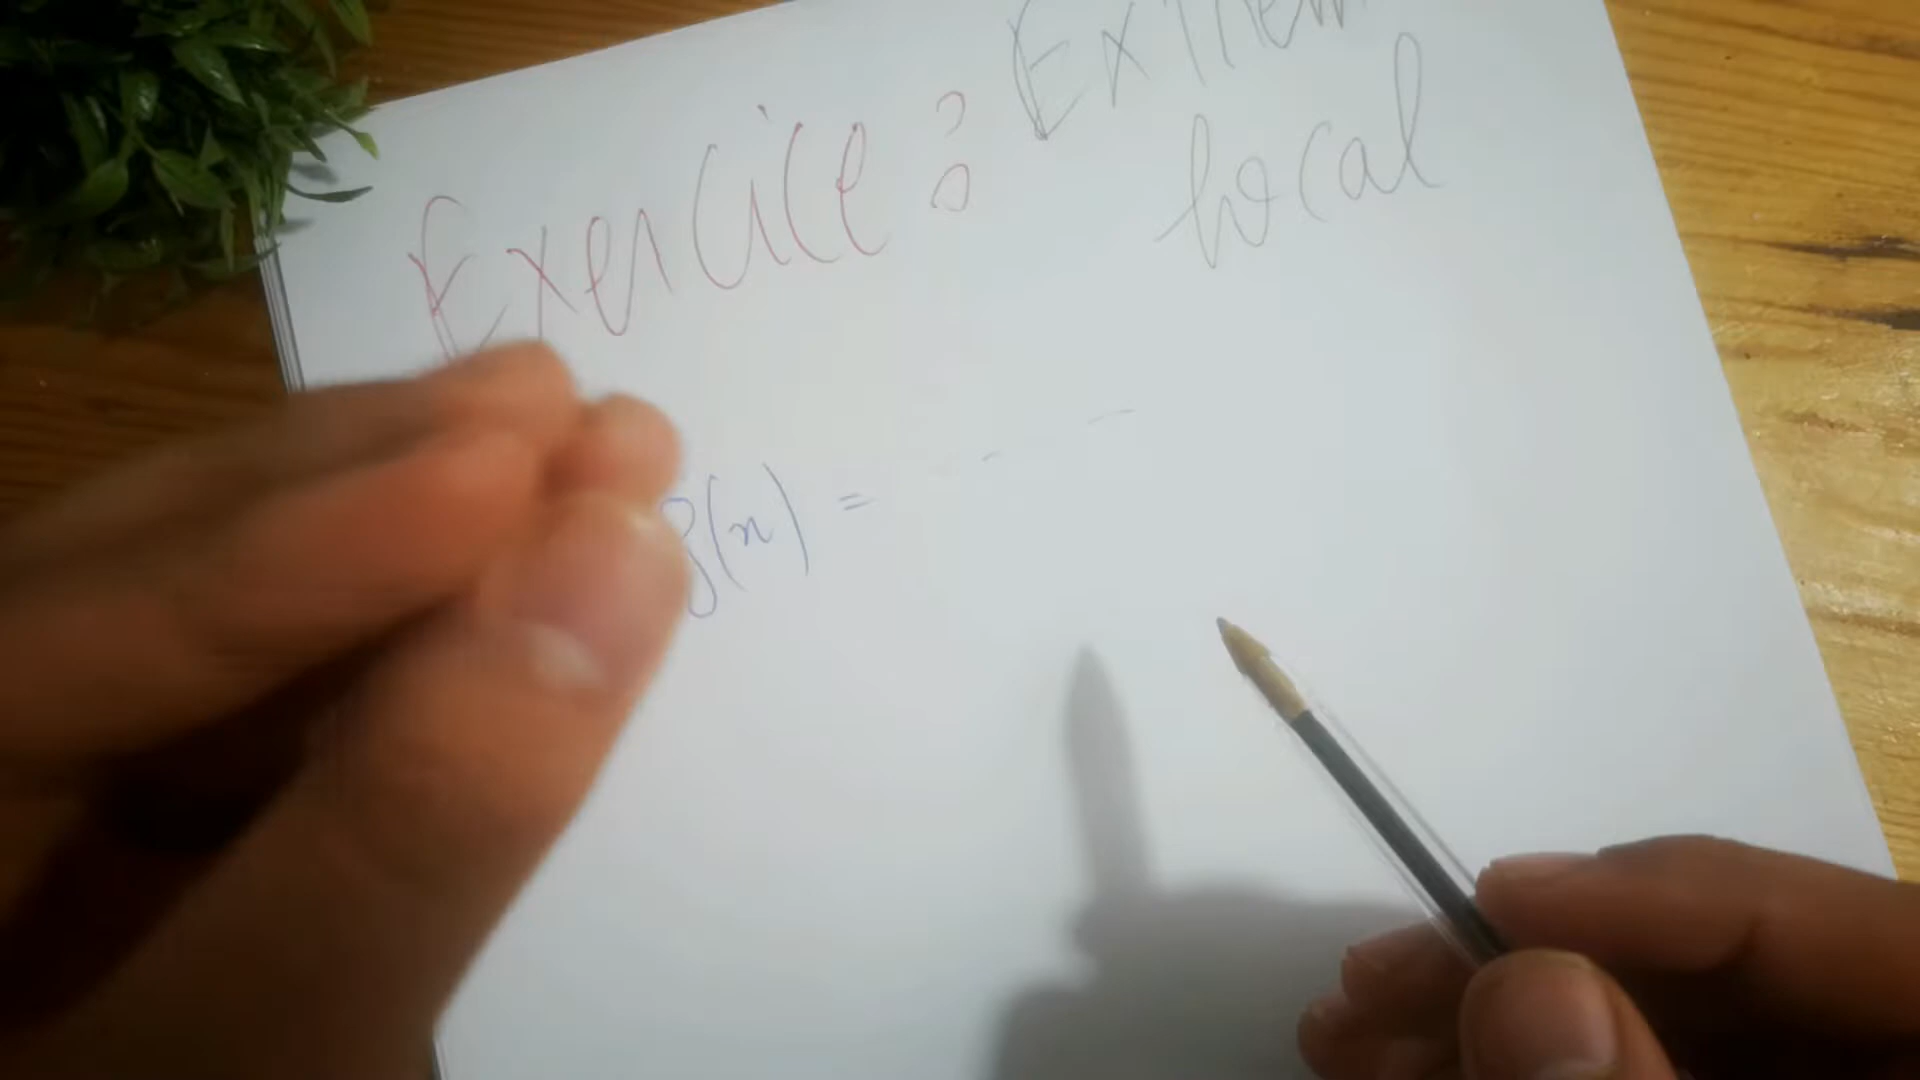 Exercice : Extrem
local
f(x) = - -